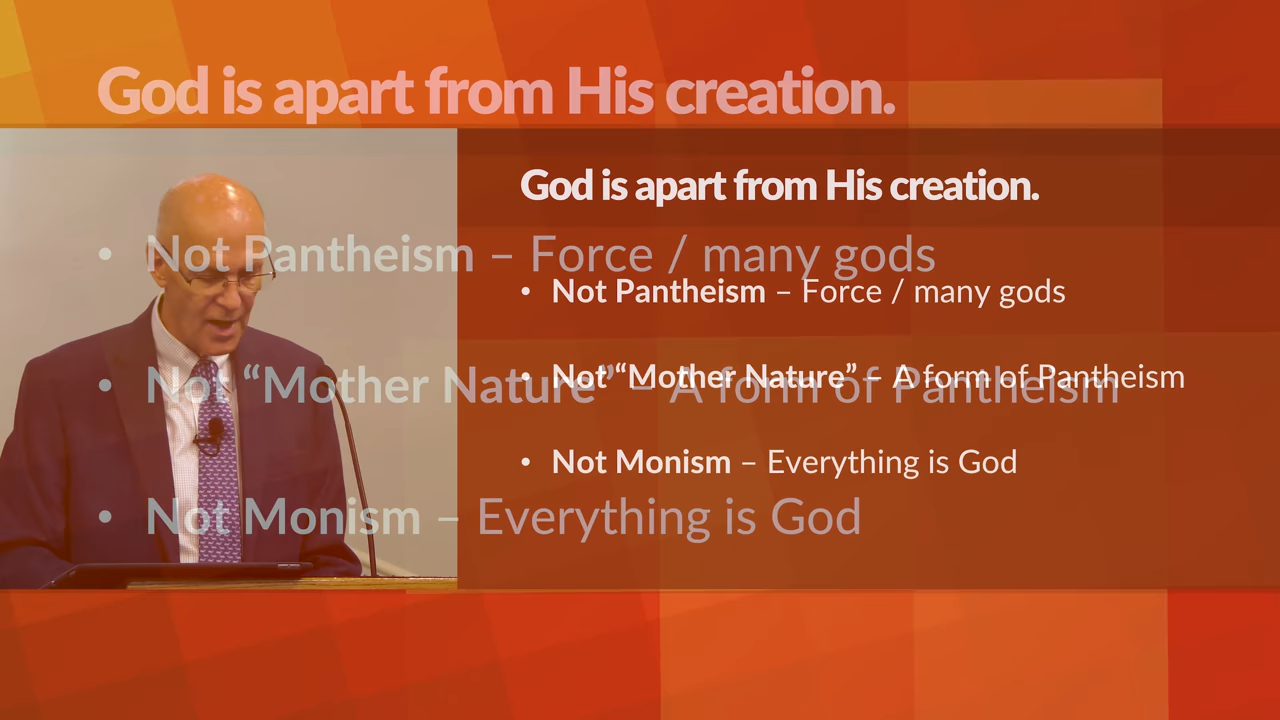 God is apart from His creation.
• Not Pantheism – Force / many gods
• Not “Mother Nature” – A form of Pantheism
• Not Monism – Everything is God
God is apart from His creation.
• Not Pantheism – Force / many gods
• Not “Mother Nature” – A form of Pantheism
• Not Monism – Everything is God